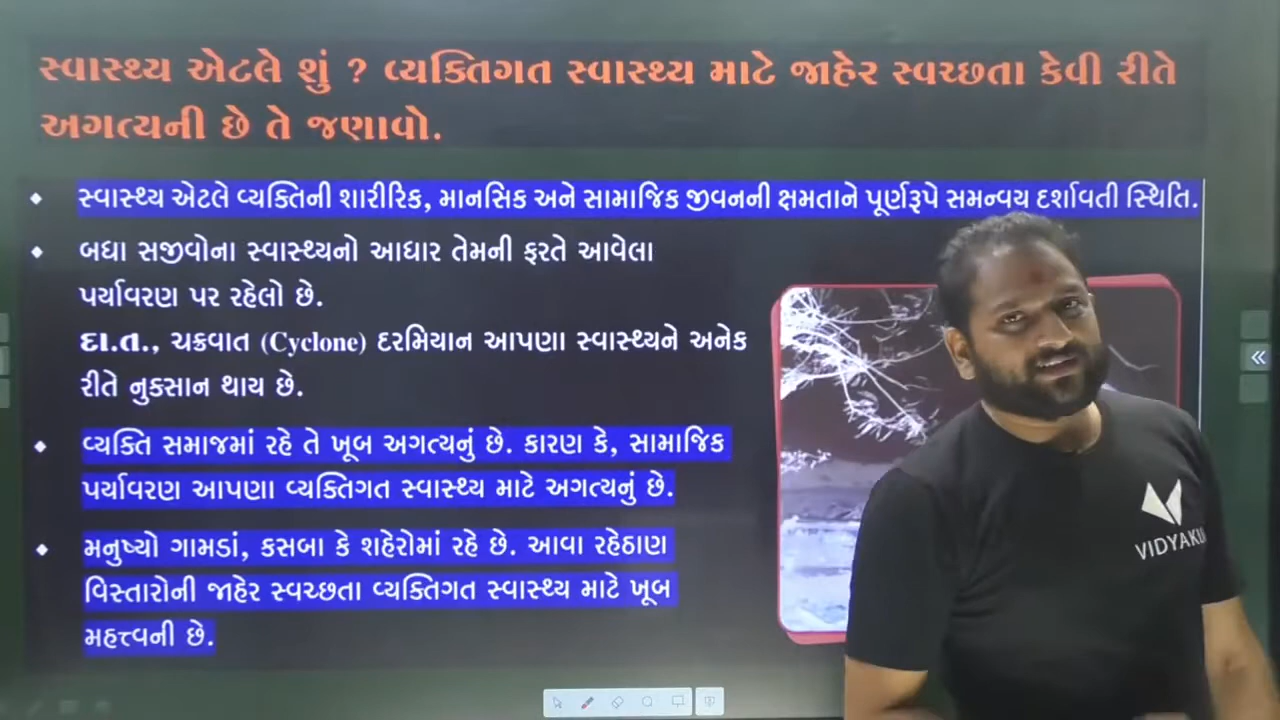 સ્વાસ્થ્ય એટલે શું ? વ્યક્તિગત સ્વાસ્થ્ય માટે જાહેર સ્વચ્છતા કેવી રીતે
અગત્યની છે તે જણાવો.
સ્વાસ્થ્ય એટલે વ્યક્તિની શારીરિક, માનસિક અને સામાજિક જીવનની ક્ષમતાને પૂર્ણરૂપે સમન્વય દર્શાવતી સ્થિતિ.
બધા સજીવોના સ્વાસ્થ્યનો આધાર તેમની ફરતે આવેલા
પર્યાવરણ પર રહેલો છે.
દા.ત., ચક્રવાત (Cyclone) દરમિયાન આપણા સ્વાસ્થ્યને અનેક
રીતે નુકસાન થાય છે.
વ્યક્તિ સમાજમાં રહે તે ખૂબ અગત્યનું છે. કારણ કે, સામાજિક
પર્યાવરણ આપણા વ્યક્તિગત સ્વાસ્થ્ય માટે અગત્યનું છે.
મનુષ્યો ગામડાં, કસબા કે શહેરોમાં રહે છે. આવા રહેઠાણ
વિસ્તારોની જાહેર સ્વચ્છતા વ્યક્તિગત સ્વાસ્થ્ય માટે ખૂબ
મહત્ત્વની છે.
VIDYAKU